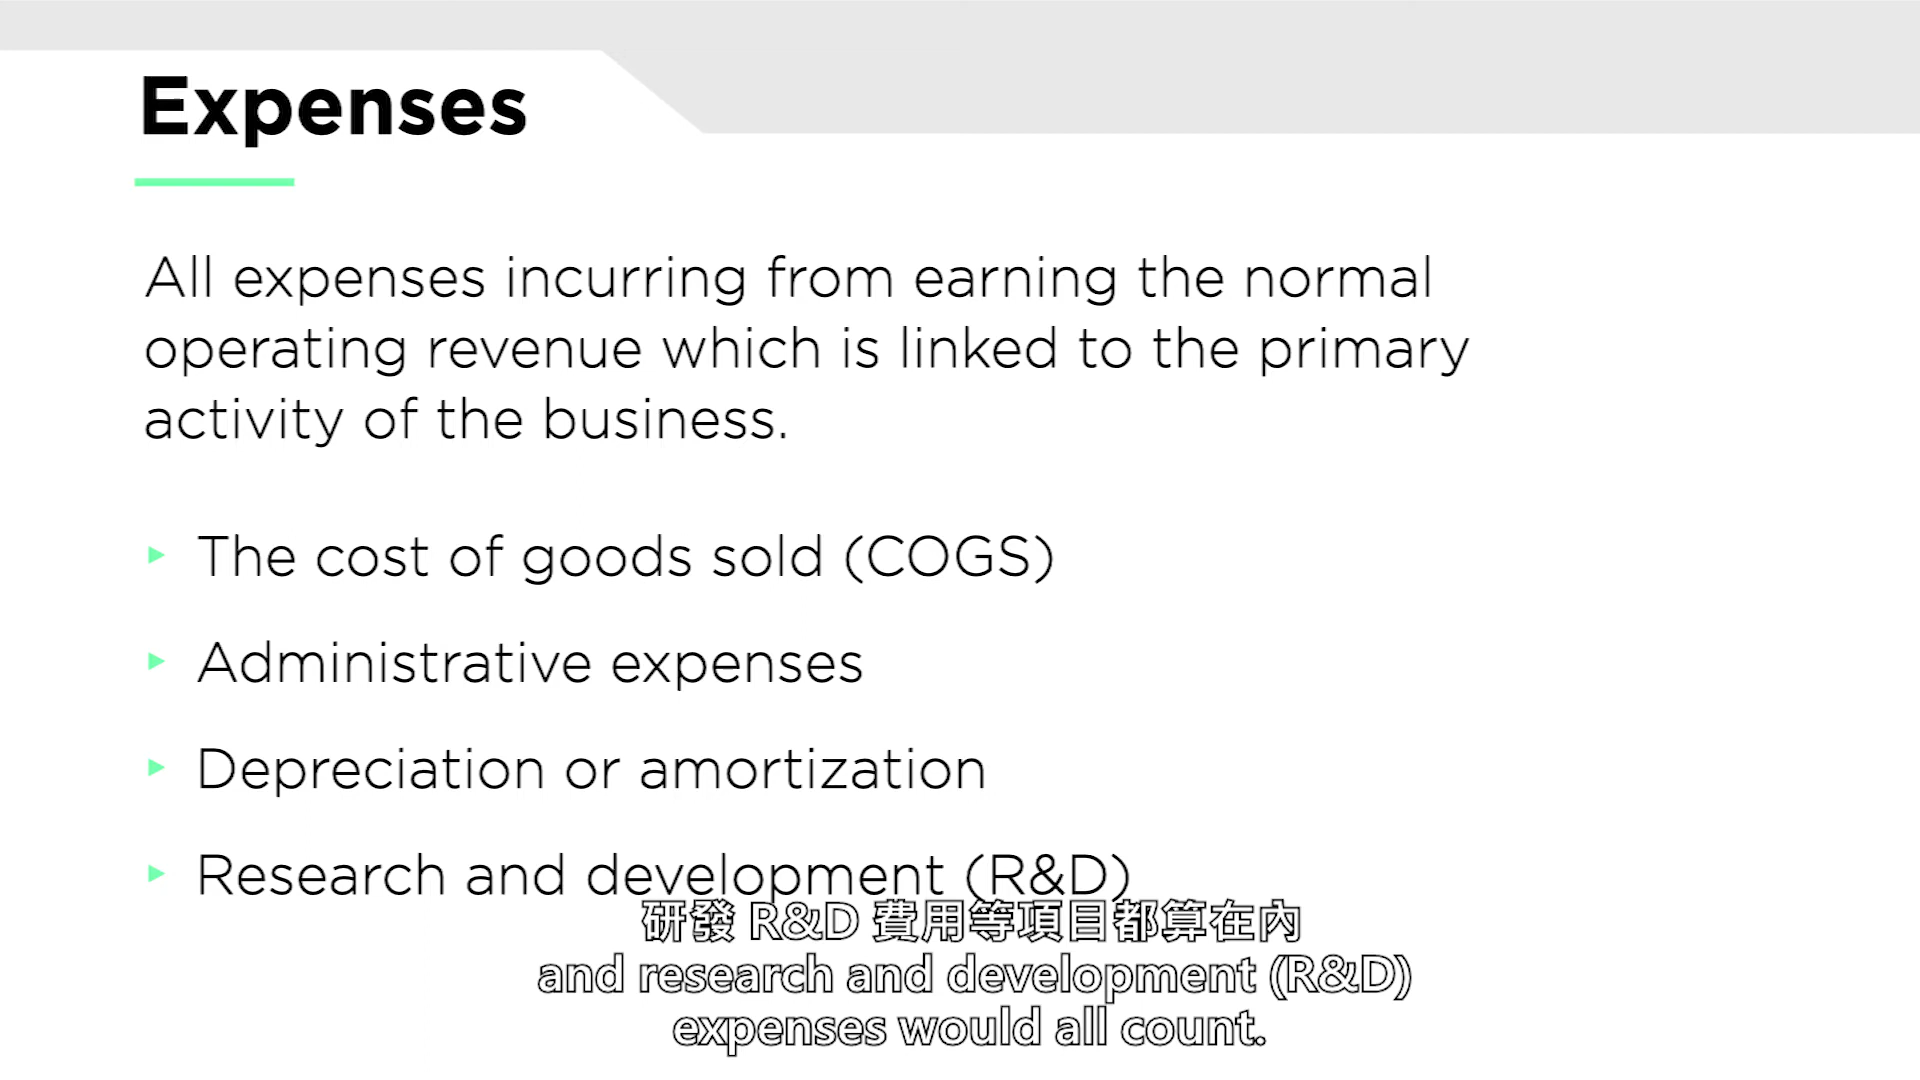 Expenses
All expenses incurring from earning the normal
operating revenue which is linked to the primary
activity of the business.
The cost of goods sold (COGS)
Administrative expenses
Depreciation or amortization
Research and development (R&D)
研發 R&D 費用等項目都算在內
and research and development (R&D)
expenses would all count.